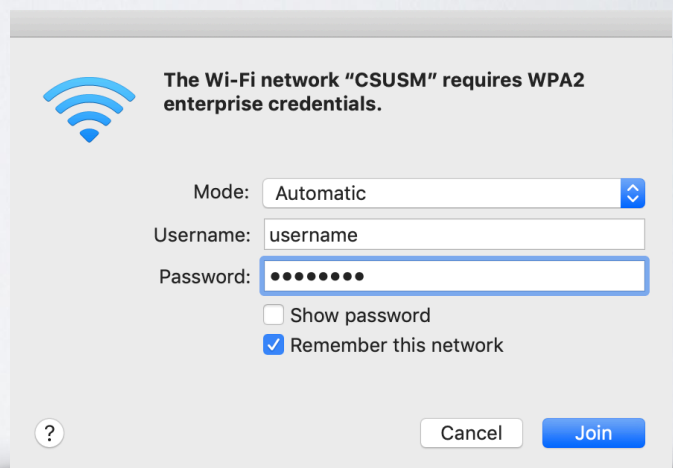 The Wi-Fi network “CSUSM” requires WPA2
enterprise credentials.
Mode: Automatic
Username: username
Password: ••••••••
Show password
Remember this network
? Cancel Join